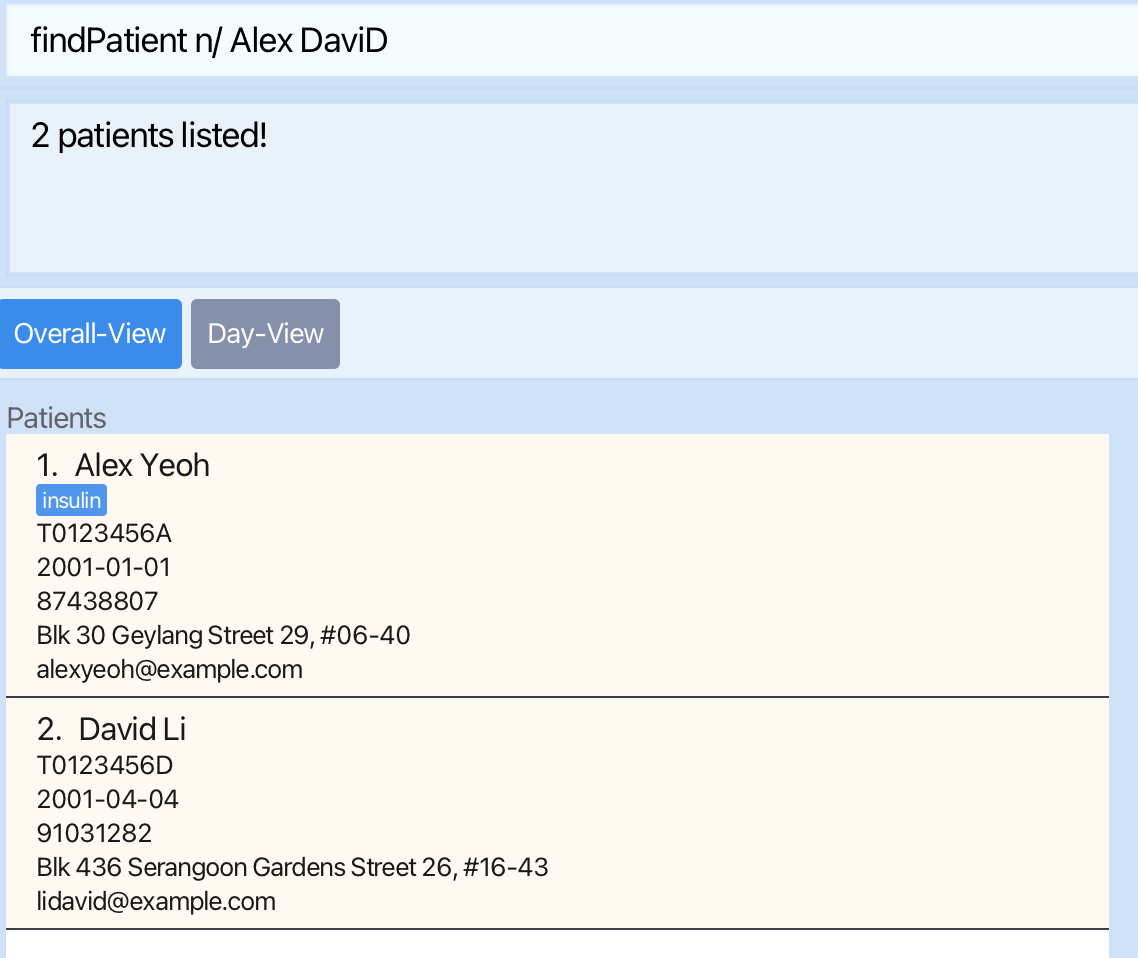 findPatient n/ Alex DaviD
2 patients listed!
Overall-View Day-View
Patients
1. Alex Yeoh
insulin
T0123456A
2001-01-01
87438807
Blk 30 Geylang Street 29, #06-40
alexyeoh@example.com
2. David Li
T0123456D
2001-04-04
91031282
Blk 436 Serangoon Gardens Street 26, #16-43
lidavid@example.com